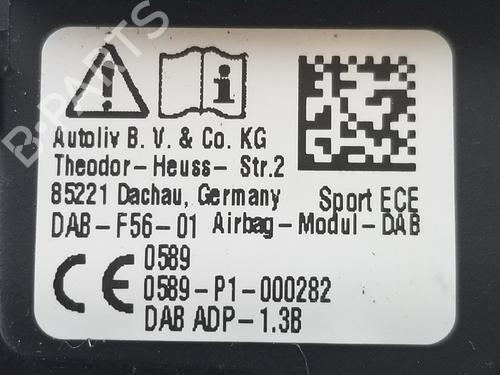 B-PARTS
Autoliv B. V. & Co. KG
Theodor-Heuss- Str.2
85221 Dachau, Germany Sport ECE
DAB-F56-01 Airbag-Modul-DAB
CE 0589
0589-P1-000282
DAB ADP-1.3B